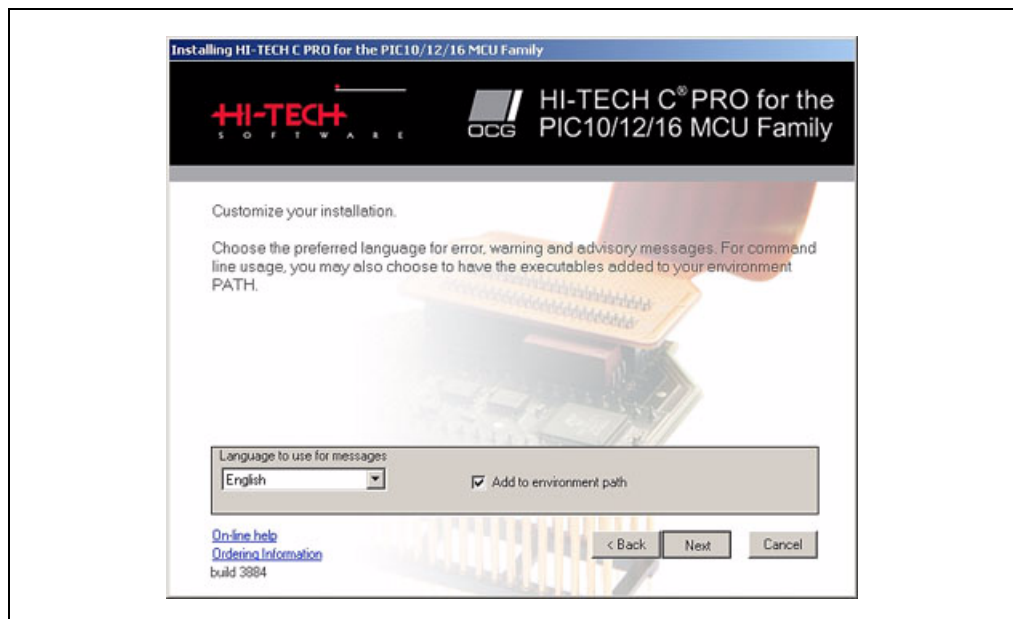 Installing HI-TECH C PRO for the PIC10/12/16 MCU Family
HI-TECH
SOFTWARE
OCG
HI-TECH C® PRO for the
PIC10/12/16 MCU Family
Customize your installation.
Choose the preferred language for error, warning and advisory messages. For command
line usage, you may also choose to have the executables added to your environment
PATH.
Language to use for messages
English
Add to environment path
On-line help
Ordering Information
build 3884
< Back
Next
Cancel